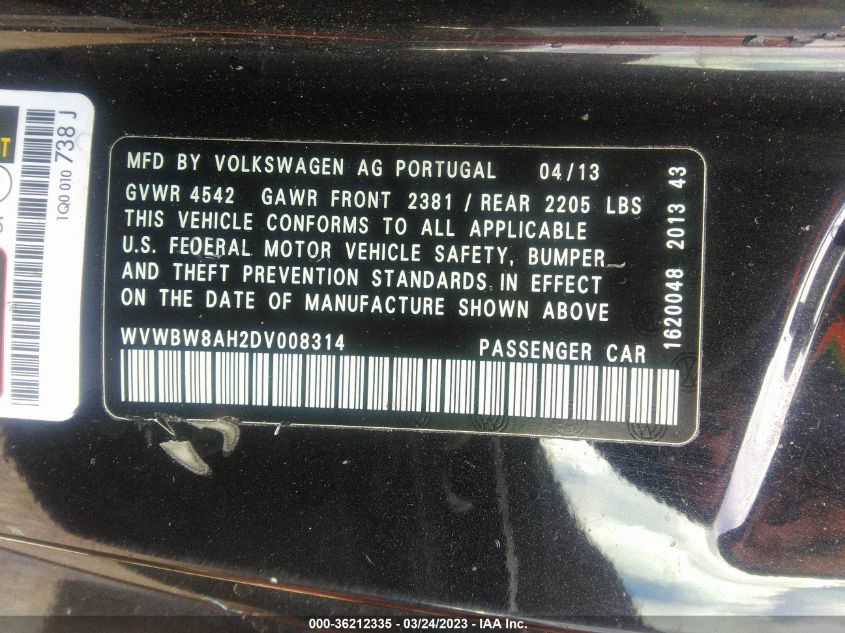 MFD BY VOLKSWAGEN AG PORTUGAL 04/13
GVWR 4542 GAWR FRONT 2381 / REAR 2205 LBS
THIS VEHICLE CONFORMS TO ALL APPLICABLE
U.S. FEDERAL MOTOR VEHICLE SAFETY, BUMPER
AND THEFT PREVENTION STANDARDS IN EFFECT
ON THE DATE OF MANUFACTURE SHOWN ABOVE
WVWBW8AH2DV008314 PASSENGER CAR
1620048 2013 43
1Q0 010 738 J
000-36212335 - 03/24/2023 - IAA Inc.